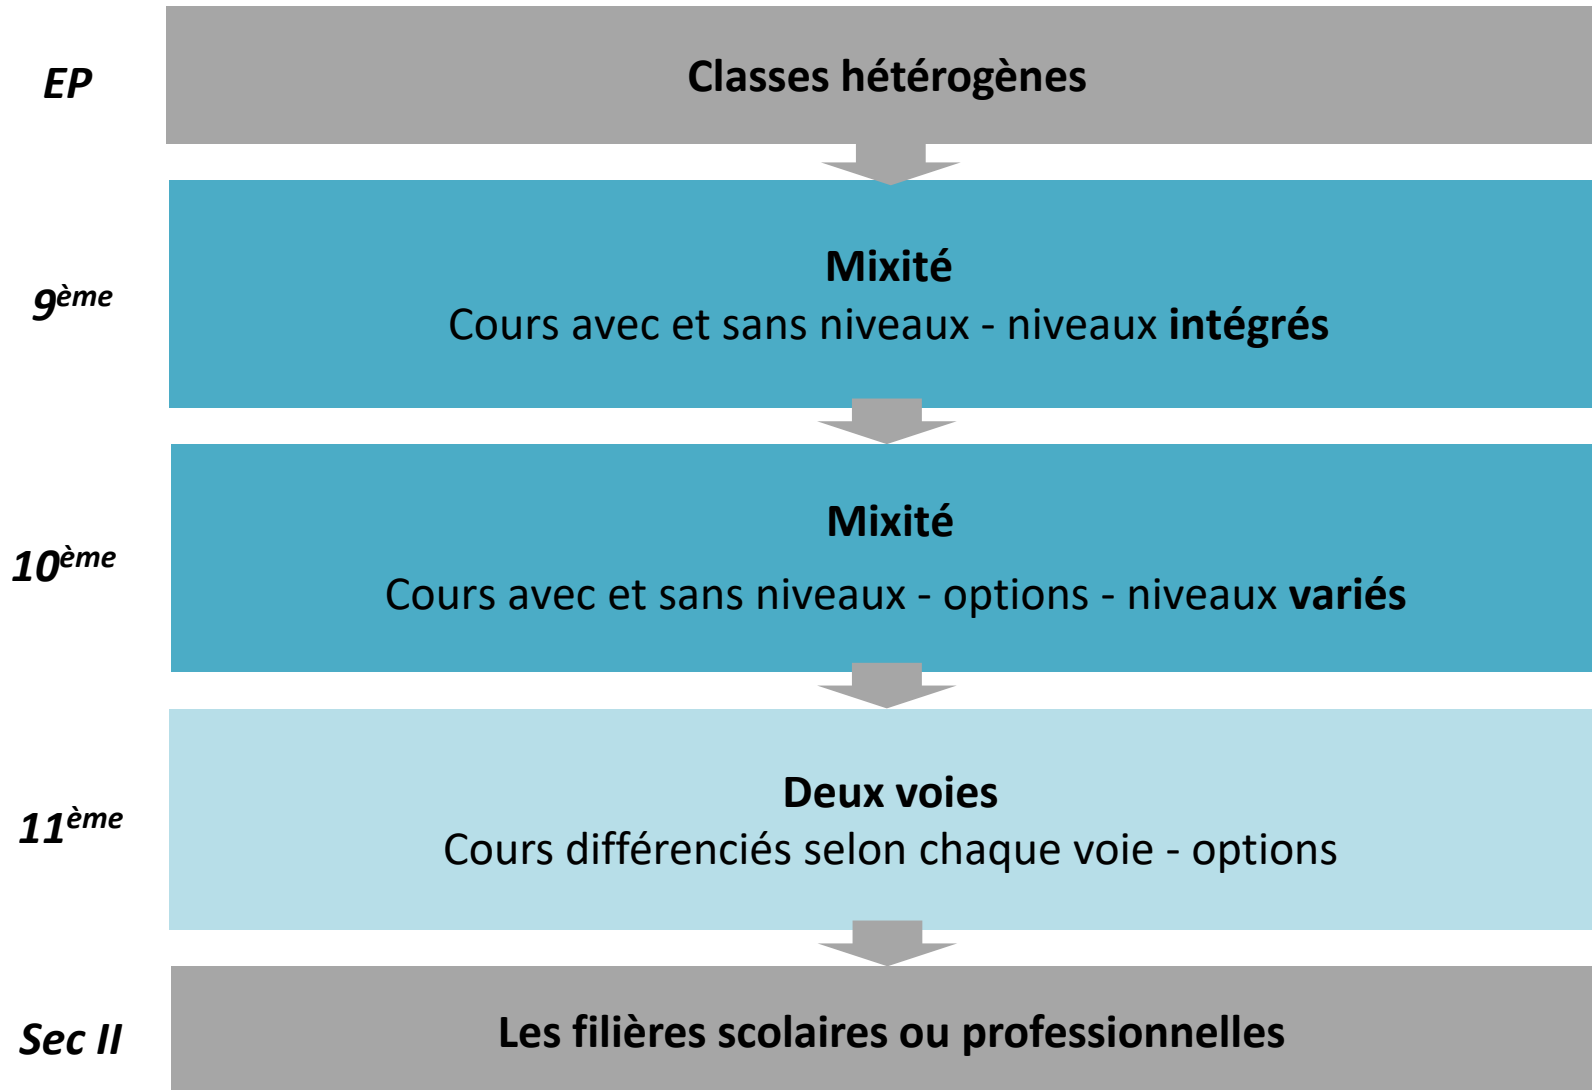 EP
Classes hétérogènes
9ème
Mixité
Cours avec et sans niveaux - niveaux intégrés
10ème
Mixité
Cours avec et sans niveaux - options - niveaux variés
11ème
Deux voies
Cours différenciés selon chaque voie - options
Sec II
Les filières scolaires ou professionnelles